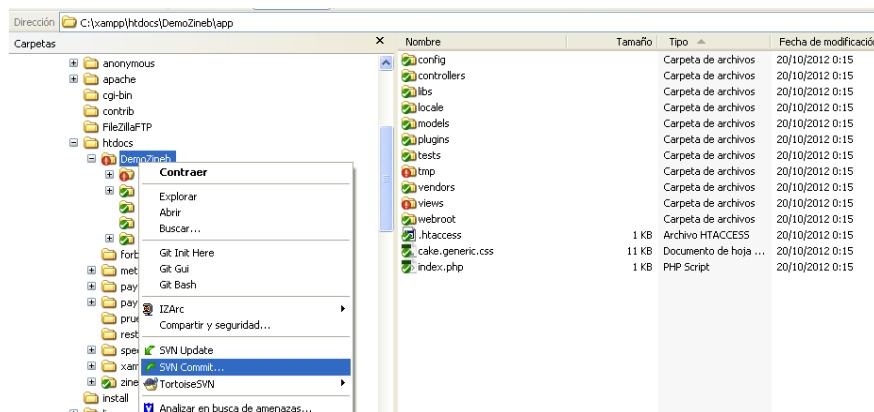 Dirección C:\xampp\htdocs\DemoZineb\app
Carpetas
anonymous
apache
cgi-bin
contrib
FileZillaFTP
htdocs
DemoZineb
forb
met
pay
pay
prue
rest
spe
xam
zine
install
Contraer
Explorar
Abrir
Buscar...
Git Init Here
Git Gui
Git Bash
IZArc
Compartir y seguridad...
SVN Update
SVN Commit...
TortoiseSVN
Analizar en busca de amenazas...
Nombre Tamaño Tipo Fecha de modificación
config Carpeta de archivos 20/10/2012 0:15
controllers Carpeta de archivos 20/10/2012 0:15
libs Carpeta de archivos 20/10/2012 0:15
locale Carpeta de archivos 20/10/2012 0:15
models Carpeta de archivos 20/10/2012 0:15
plugins Carpeta de archivos 20/10/2012 0:15
tests Carpeta de archivos 20/10/2012 0:15
tmp Carpeta de archivos 20/10/2012 0:15
vendors Carpeta de archivos 20/10/2012 0:15
views Carpeta de archivos 20/10/2012 0:15
webroot Carpeta de archivos 20/10/2012 0:15
.htaccess 1 KB Archivo HTACCESS 20/10/2012 0:15
cake.generic.css 11 KB Documento de hoja ... 20/10/2012 0:15
index.php 1 KB PHP Script 20/10/2012 0:15